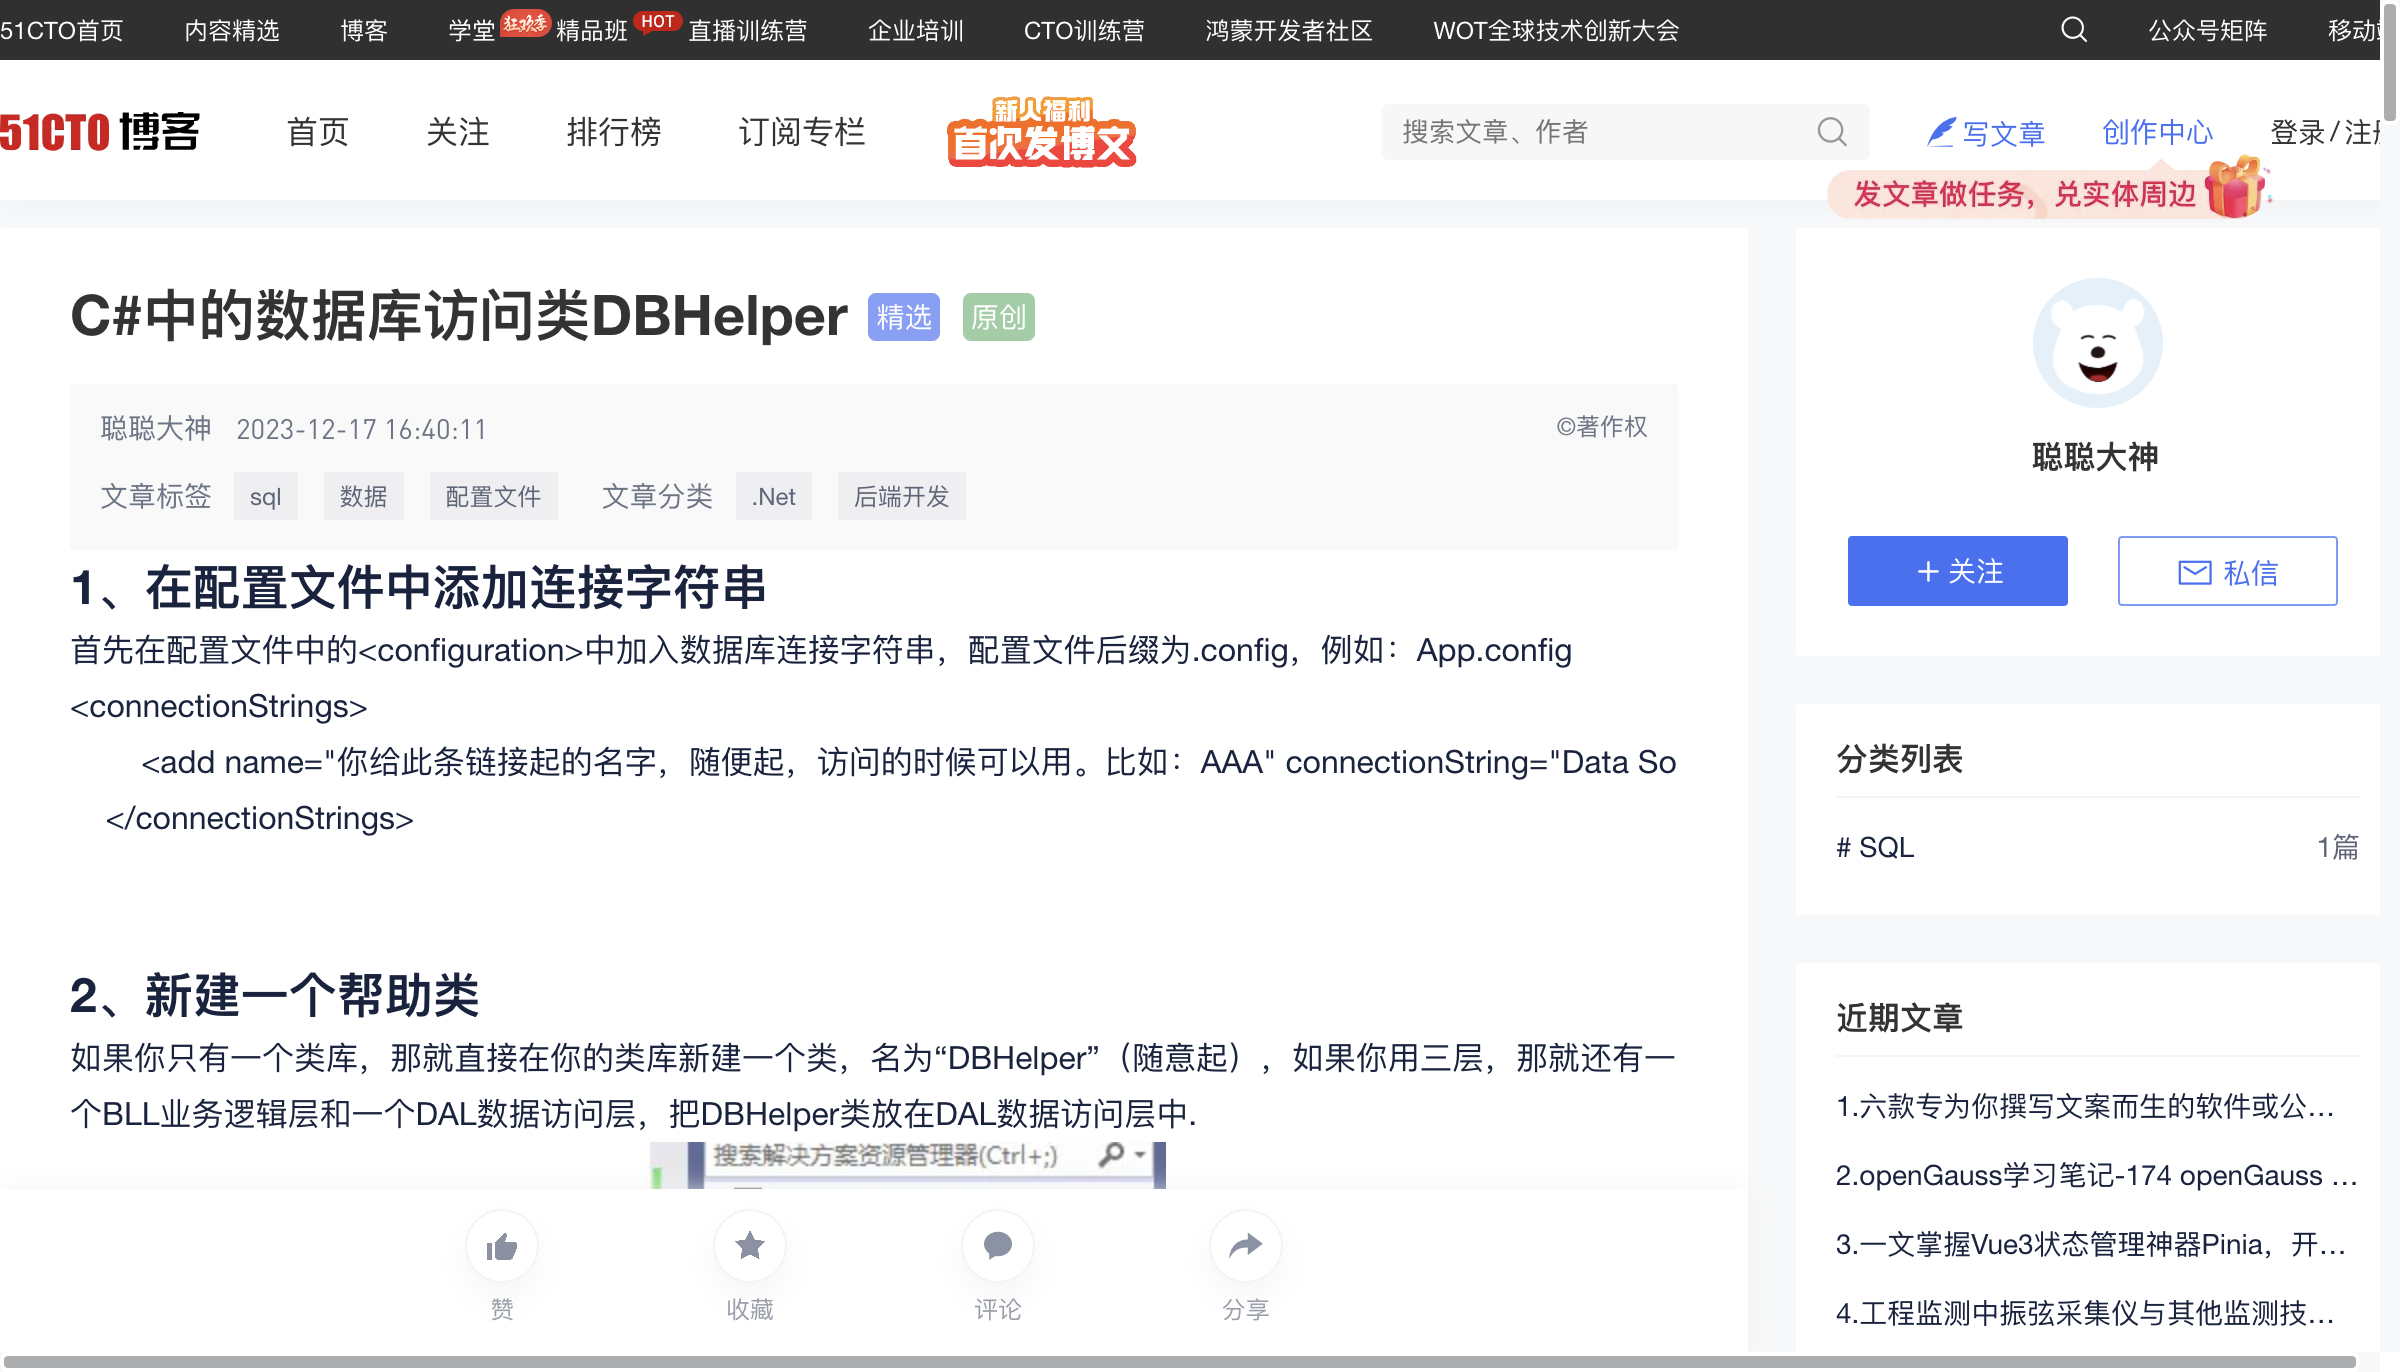 51CTO首页 内容精选 博客 学堂 狂欢季 精品班 HOT 直播训练营 企业培训 CTO训练营 鸿蒙开发者社区 WOT全球技术创新大会 公众号矩阵 移动
51CTO 博客 首页 关注 排行榜 订阅专栏 新人福利 首次发博文 搜索文章、作者 写文章 创作中心 登录/注
发文章做任务，兑实体周边
C#中的数据库访问类DBHelper 精选 原创
聪聪大神 2023-12-17 16:40:11 ©著作权
文章标签 sql 数据 配置文件 文章分类 .Net 后端开发
1、在配置文件中添加连接字符串
首先在配置文件中的<configuration>中加入数据库连接字符串，配置文件后缀为.config，例如：App.config
<connectionStrings>
<add name="你给此条链接起的名字，随便起，访问的时候可以用。比如：AAA" connectionString="Data So
</connectionStrings>
2、新建一个帮助类
如果你只有一个类库，那就直接在你的类库新建一个类，名为“DBHelper”（随意起），如果你用三层，那就还有一
个BLL业务逻辑层和一个DAL数据访问层，把DBHelper类放在DAL数据访问层中.
搜索解决方案资源管理器(Ctrl+;)
赞 收藏 评论 分享
聪聪大神
+ 关注 私信
分类列表
# SQL 1篇
近期文章
1.六款专为你撰写文案而生的软件或公...
2.openGauss学习笔记-174 openGauss ...
3.一文掌握Vue3状态管理神器Pinia，开...
4.工程监测中振弦采集仪与其他监测技...